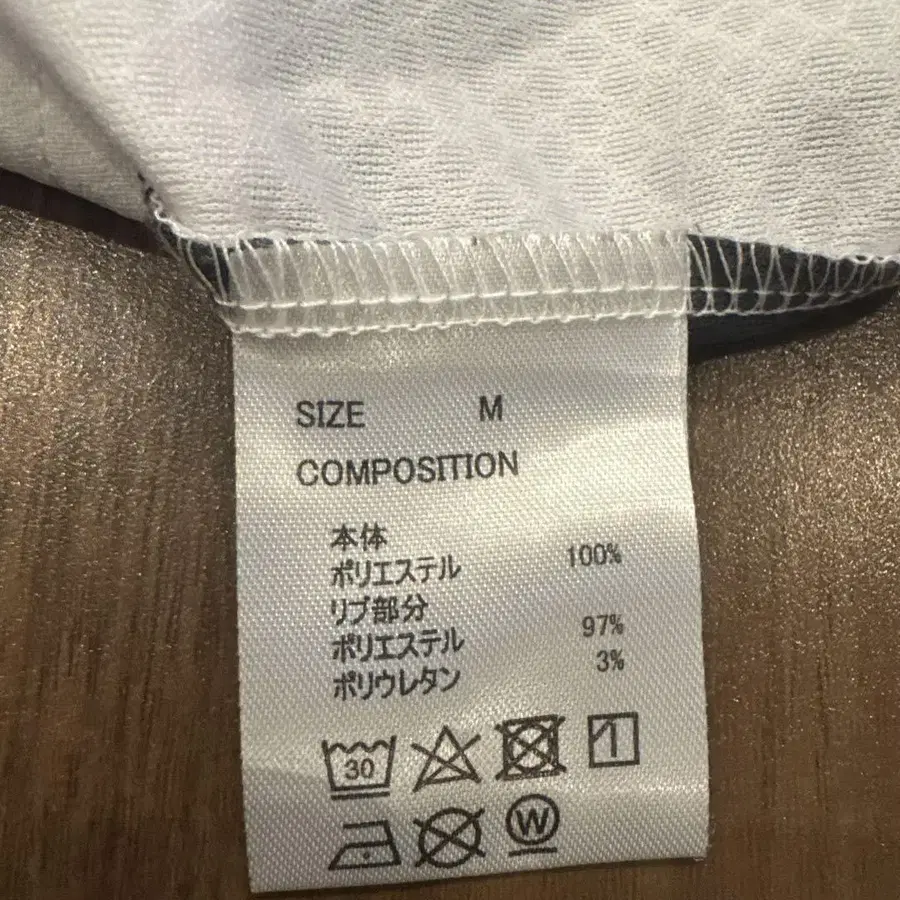 SIZE M
COMPOSITION
本体
ポリエステル 100%
リブ部分
ポリエステル 97%
ポリウレタン 3%
30
W